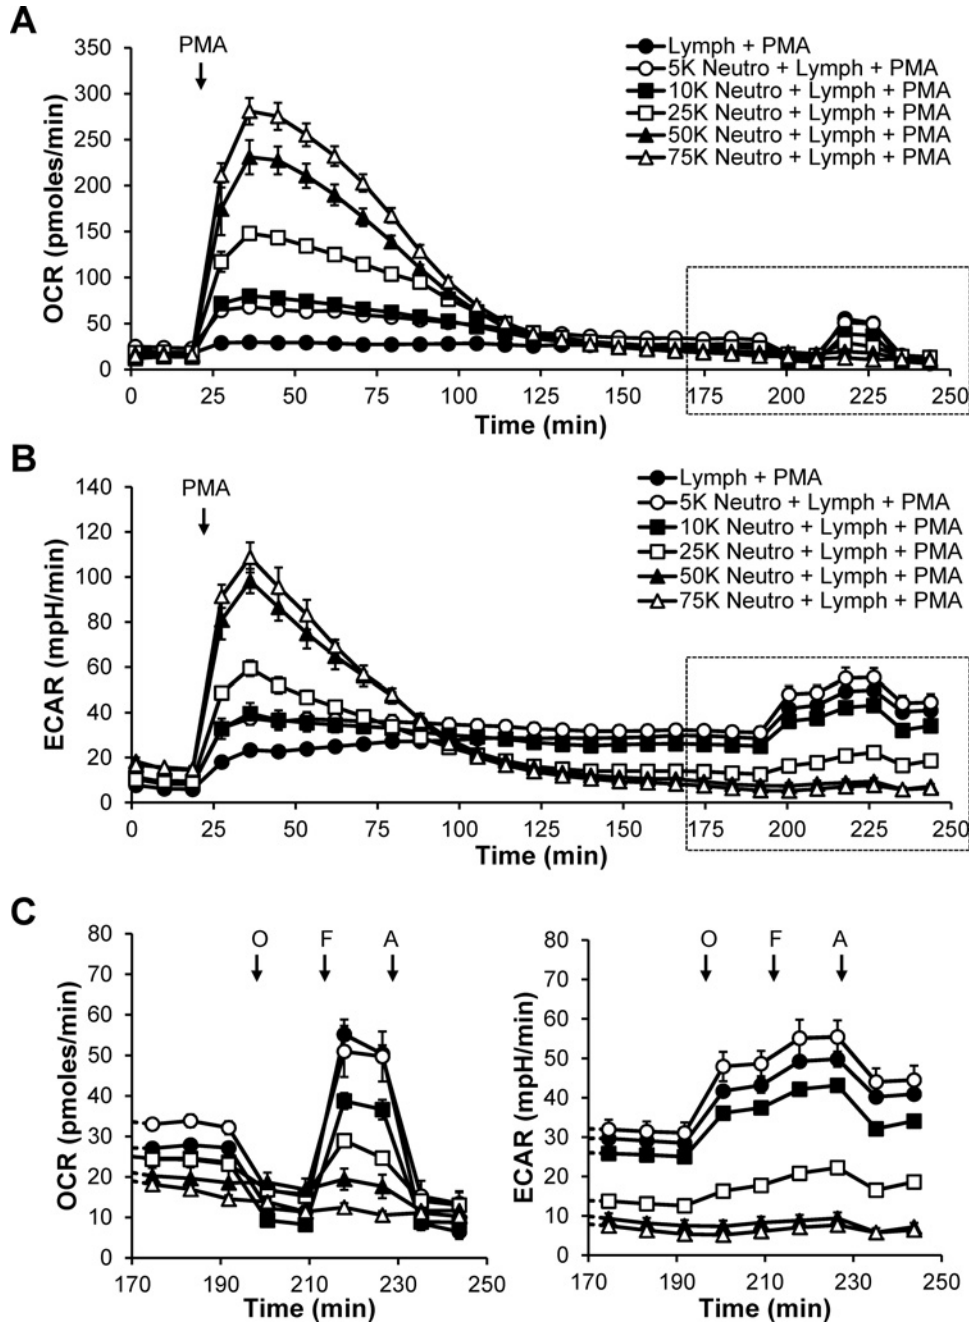 A
PMA
350
300
250
200
150
100
50
0
OCR (pmoles/min)
Lymph + PMA
5K Neutro + Lymph + PMA
10K Neutro + Lymph + PMA
25K Neutro + Lymph + PMA
50K Neutro + Lymph + PMA
75K Neutro + Lymph + PMA
0 25 50 75 100 125 150 175 200 225 250
Time (min)
B
PMA
140
120
100
80
60
40
20
0
ECAR (mpH/min)
Lymph + PMA
5K Neutro + Lymph + PMA
10K Neutro + Lymph + PMA
25K Neutro + Lymph + PMA
50K Neutro + Lymph + PMA
75K Neutro + Lymph + PMA
0 25 50 75 100 125 150 175 200 225 250
Time (min)
C
O F A
80
70
60
50
40
30
20
10
0
OCR (pmoles/min)
170 190 210 230 250
Time (min)
O F A
80
70
60
50
40
30
20
10
0
ECAR (mpH/min)
170 190 210 230 250
Time (min)